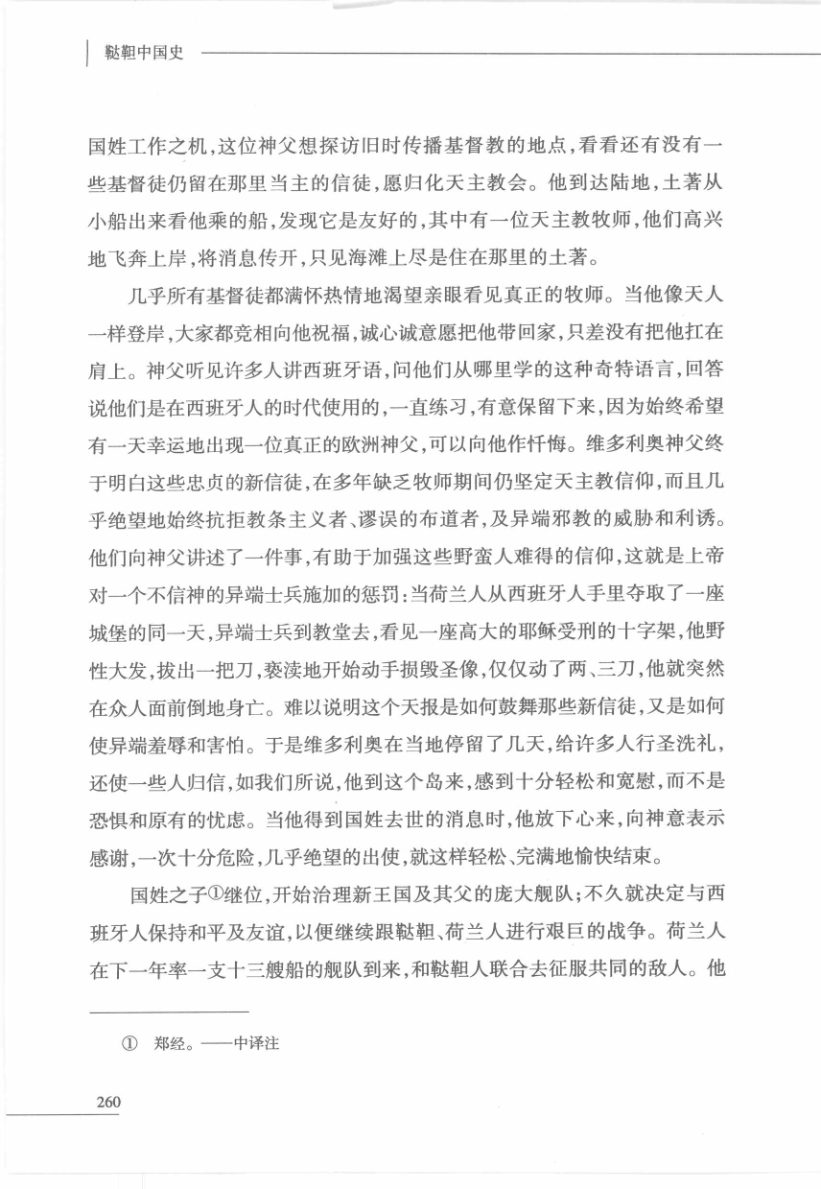 鞑靼中国史
国姓工作之机,这位神父想探访旧时传播基督教的地点,看看还有没有一
些基督徒仍留在那里当主的信徒,愿归化天主教会。他到达陆地,土著从
小船出来看他乘的船,发现它是友好的,其中有一位天主教牧师,他们高兴
地飞奔上岸,将消息传开,只见海滩上尽是住在那里的土著。
几乎所有基督徒都满怀热情地渴望亲眼看见真正的牧师。当他像天人
一样登岸,大家都竞相向他祝福,诚心诚意愿把他带回家,只差没有把他扛在
肩上。神父听见许多人讲西班牙语,问他们从哪里学的这种奇特语言,回答
说他们是在西班牙人的时代使用的,一直练习,有意保留下来,因为始终希望
有一天幸运地出现一位真正的欧洲神父,可以向他作忏悔。维多利奥神父终
于明白这些忠贞的新信徒,在多年缺乏牧师期间仍坚定天主教信仰,而且几
乎绝望地始终抗拒教条主义者、谬误的布道者,及异端邪教的威胁和利诱。
他们向神父讲述了一件事,有助于加强这些野蛮人难得的信仰,这就是上帝
对一个不信神的异端士兵施加的惩罚:当荷兰人从西班牙人手里夺取了一座
城堡的同一天,异端士兵到教堂去,看见一座高大的耶稣受刑的十字架,他野
性大发,拔出一把刀,亵渎地开始动手损毁圣像,仅仅动了两、三刀,他就突然
在众人面前倒地身亡。难以说明这个天报是如何鼓舞那些新信徒,又是如何
使异端羞辱和害怕。于是维多利奥在当地停留了几天,给许多人行圣洗礼,
还使一些人归信,如我们所说,他到这个岛来,感到十分轻松和宽慰,而不是
恐惧和原有的忧虑。当他得到国姓去世的消息时,他放下心来,向神意表示
感谢,一次十分危险,几乎绝望的出使,就这样轻松、完满地愉快结束。
国姓之子①继位,开始治理新王国及其父的庞大舰队;不久就决定与西
班牙人保持和平及友谊,以便继续跟鞑靼、荷兰人进行艰巨的战争。荷兰人
在下一年率一支十三艘船的舰队到来,和鞑靼人联合去征服共同的敌人。他
① 郑经。——中译注
260